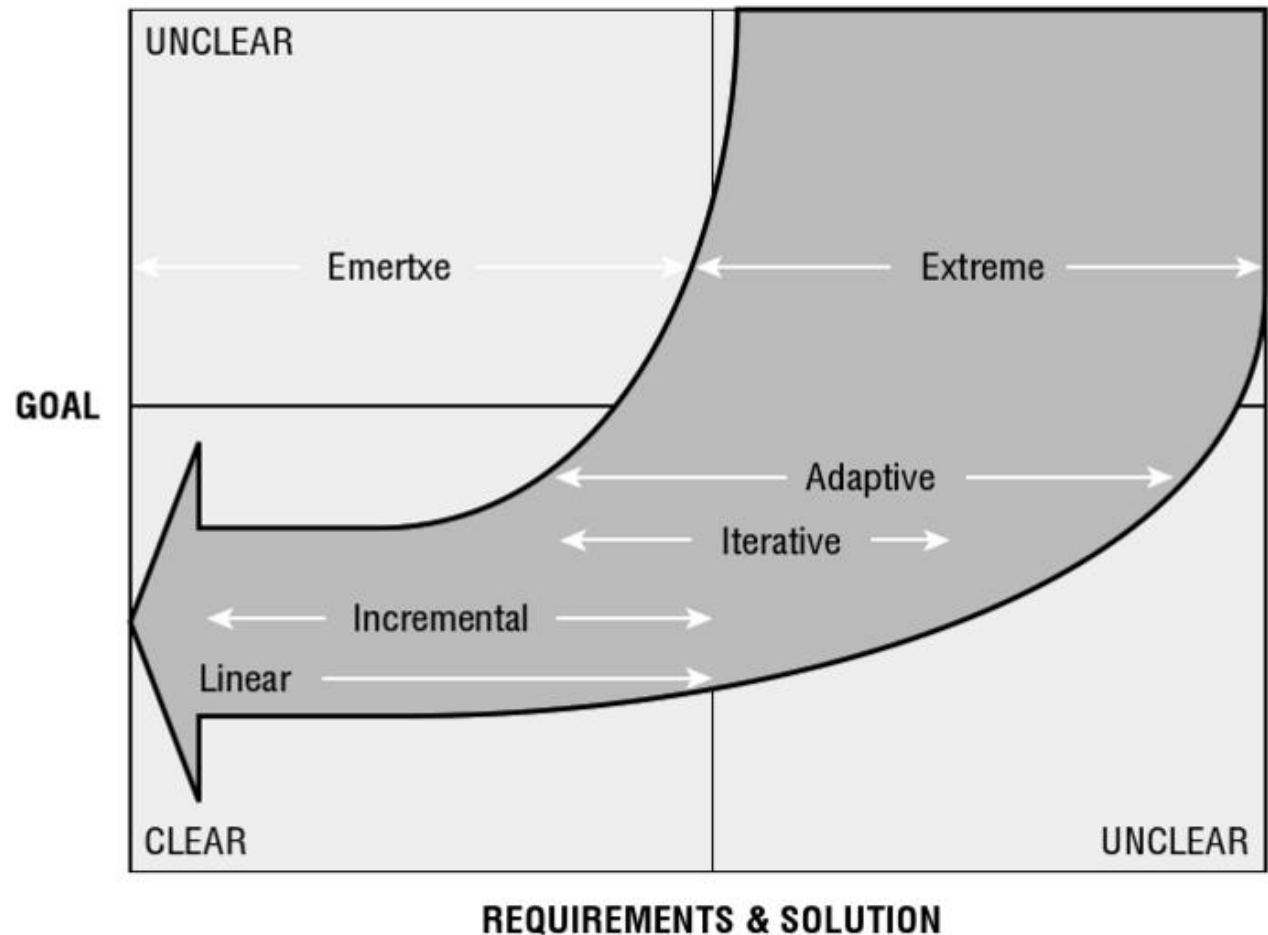 UNCLEAR
Emertxe
Extreme
GOAL
Adaptive
Iterative
Incremental
Linear
CLEAR
UNCLEAR
REQUIREMENTS & SOLUTION